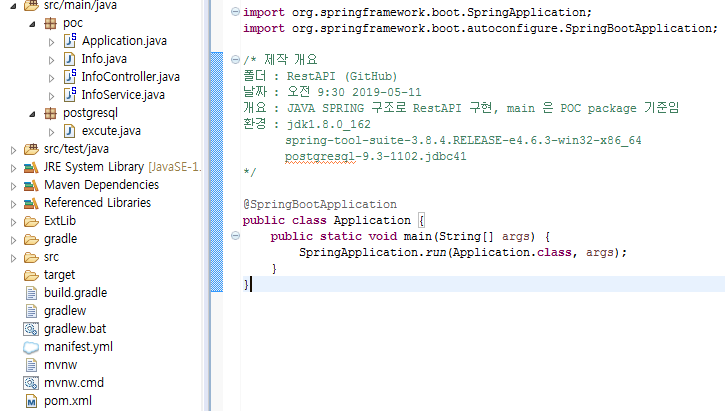 src/main/java
poc
Application.java
Info.java
InfoController.java
InfoService.java
postgresql
excute.java
src/test/java
JRE System Library [JavaSE-1.
Maven Dependencies
Referenced Libraries
ExtLib
gradle
src
target
build.gradle
gradlew
gradlew.bat
manifest.yml
mvnw
mvnw.cmd
pom.xml
import org.springframework.boot.SpringApplication;
import org.springframework.boot.autoconfigure.SpringBootApplication;
/* 제작 개요
폴더 : RestAPI (GitHub)
날짜 : 오전 9:30 2019-05-11
개요 : JAVA SPRING 구조로 RestAPI 구현, main 은 POC package 기준임
환경 : jdk1.8.0_162
spring-tool-suite-3.8.4.RELEASE-e4.6.3-win32-x86_64
postgresql-9.3-1102.jdbc41
*/
@SpringBootApplication
public class Application {
public static void main(String[] args) {
SpringApplication.run(Application.class, args);
}
}